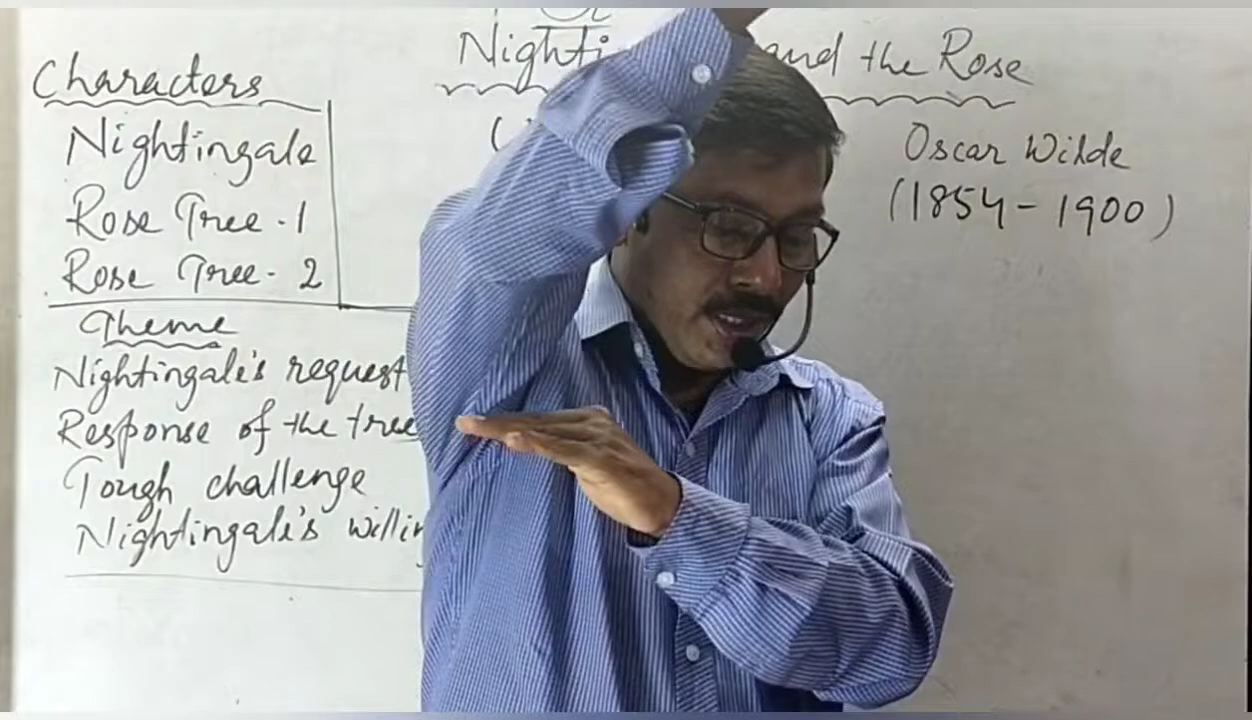 Characters
Nightingale
Rose Tree-1
Rose Tree-2
Theme
Nightingale's request
Response of the tree
Tough challenge
Nightingale's
and the Rose
Oscar Wilde
(1854-1900)